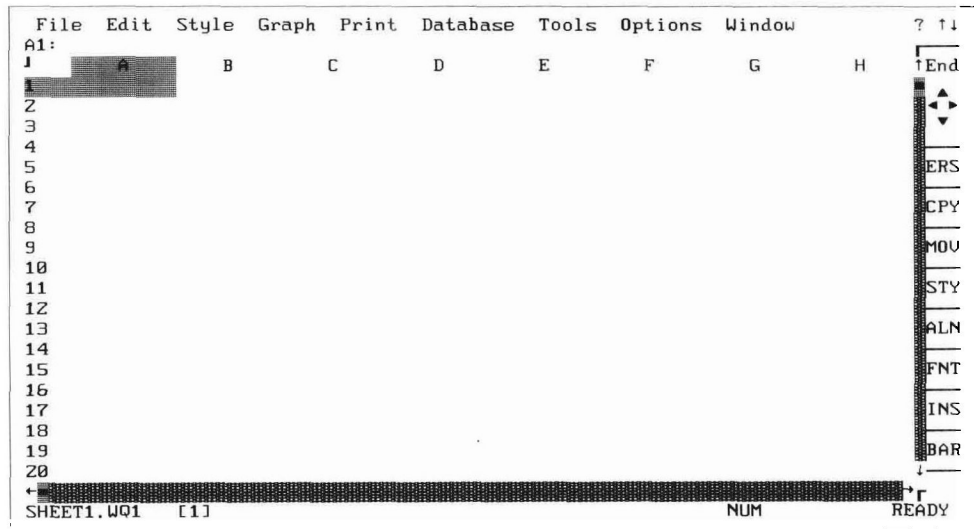 File Edit Style Graph Print Database Tools Options Window ? ↑↓
A1:
A B C D E F G H ↑End
1
2
3
4
5 ERS
6
7 CPY
8
9 MOV
10
11 STY
12
13 ALN
14
15 FNT
16
17 INS
18
19 BAR
20
SHEET1.WQ1 [1] NUM READY